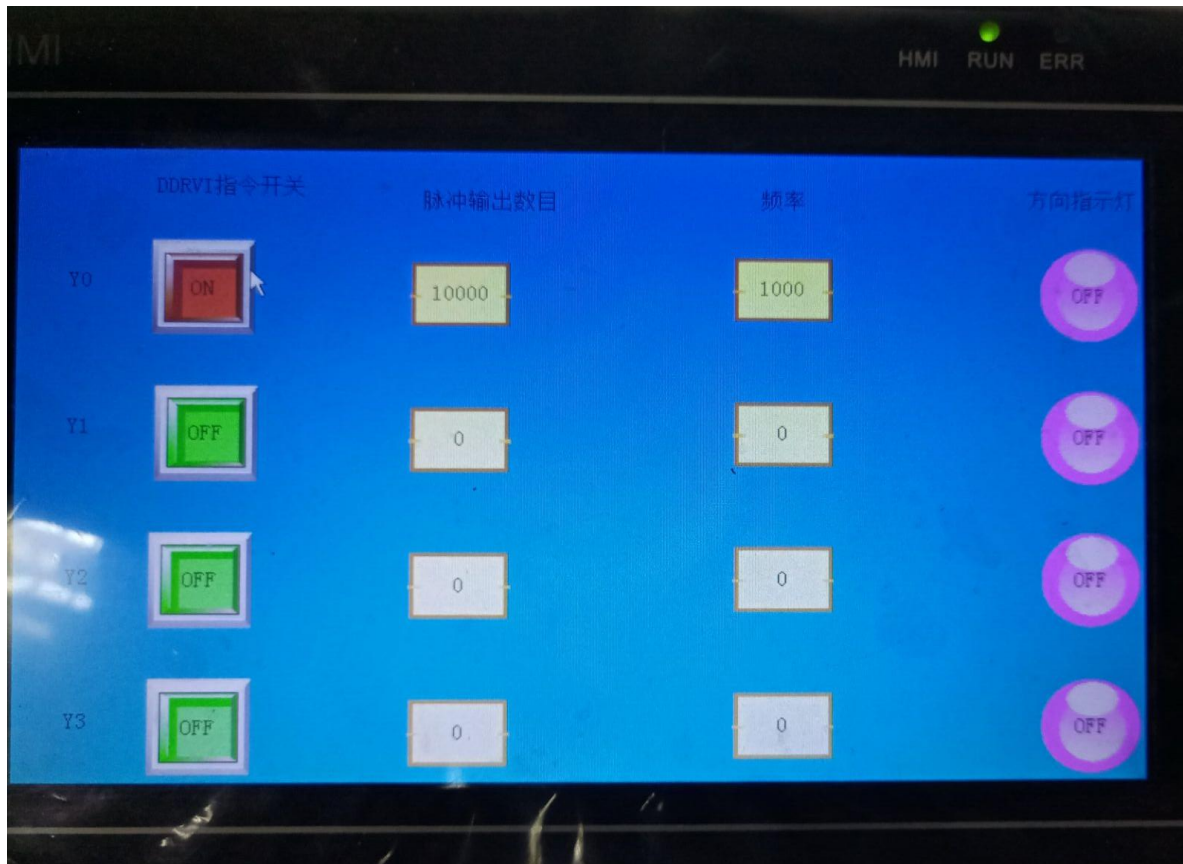 HMI
HMI RUN ERR
DDRVI指令开关 脉冲输出数目 频率 方向指示灯
Y0 ON 10000 1000 OFF
Y1 OFF 0 0 OFF
Y2 OFF 0 0 OFF
Y3 OFF 0 0 OFF